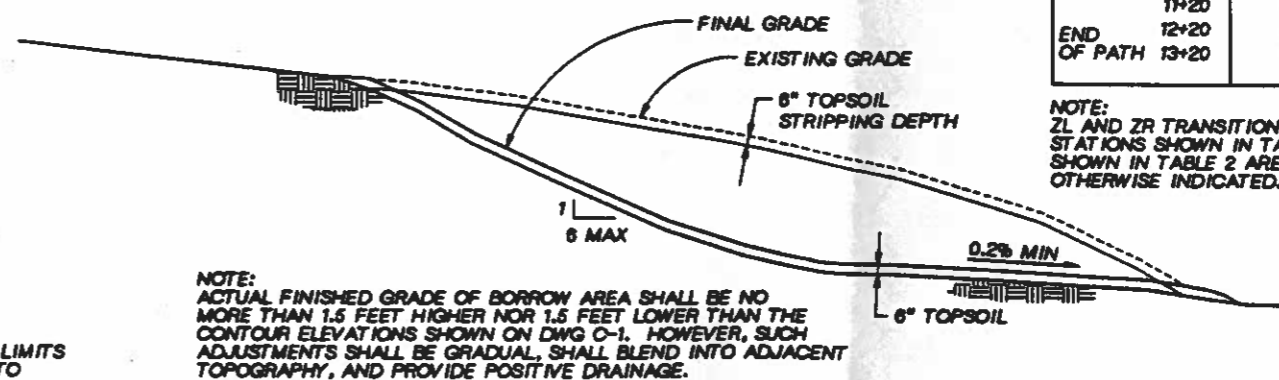 FINAL GRADE
EXISTING GRADE
6" TOPSOIL
STRIPPING DEPTH
1
6 MAX
0.2% MIN
6" TOPSOIL
NOTE:
ACTUAL FINISHED GRADE OF BORROW AREA SHALL BE NO
MORE THAN 1.5 FEET HIGHER NOR 1.5 FEET LOWER THAN THE
CONTOUR ELEVATIONS SHOWN ON DWG C-1. HOWEVER, SUCH
ADJUSTMENTS SHALL BE GRADUAL, SHALL BLEND INTO ADJACENT
TOPOGRAPHY, AND PROVIDE POSITIVE DRAINAGE.
LIMITS
TO
11+20
END 12+20
OF PATH 13+20
NOTE:
ZL AND ZR TRANSITION
STATIONS SHOWN IN TA
SHOWN IN TABLE 2 ARE
OTHERWISE INDICATED.